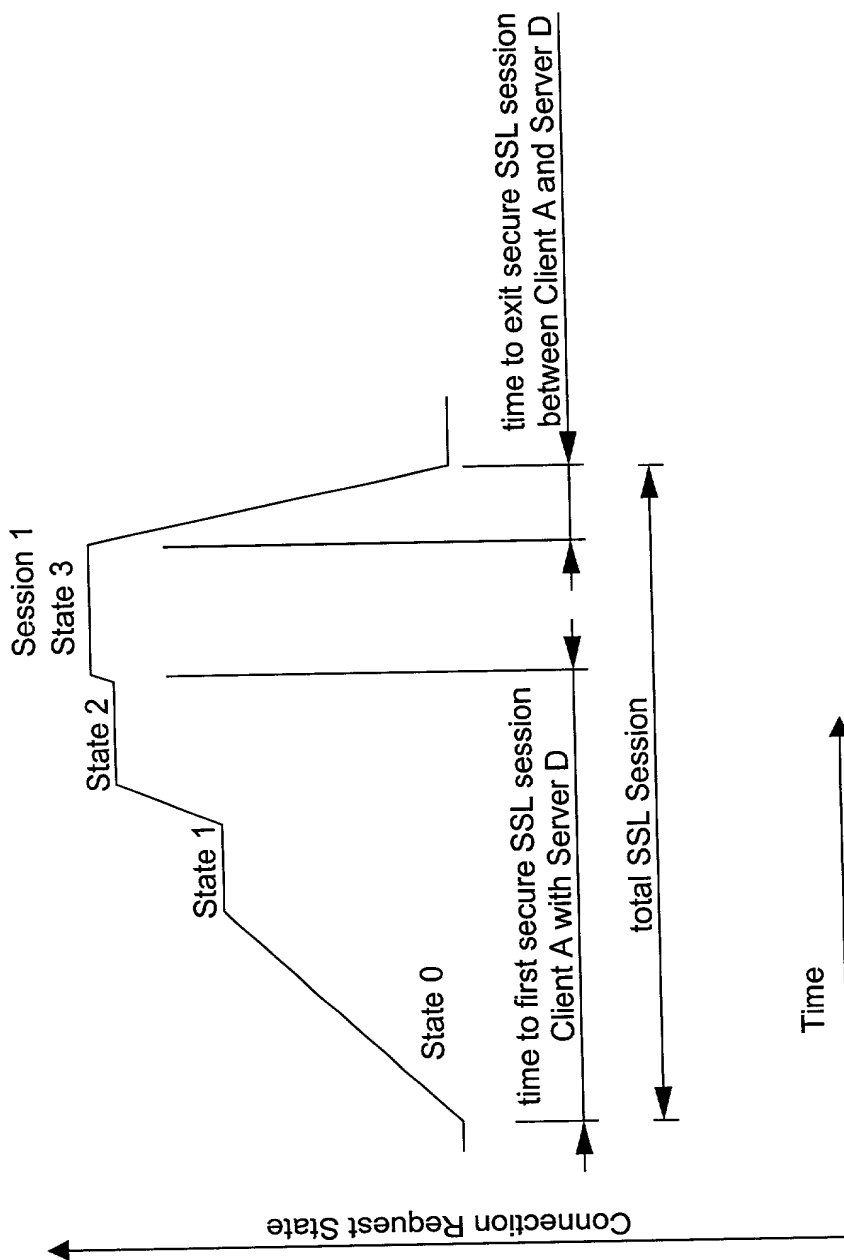 Session 1
State 3
State 2
State 1
State 0
time to first secure SSL session
Client A with Server D
time to exit secure SSL session
between Client A and Server D
total SSL Session
Time
Connection Request State